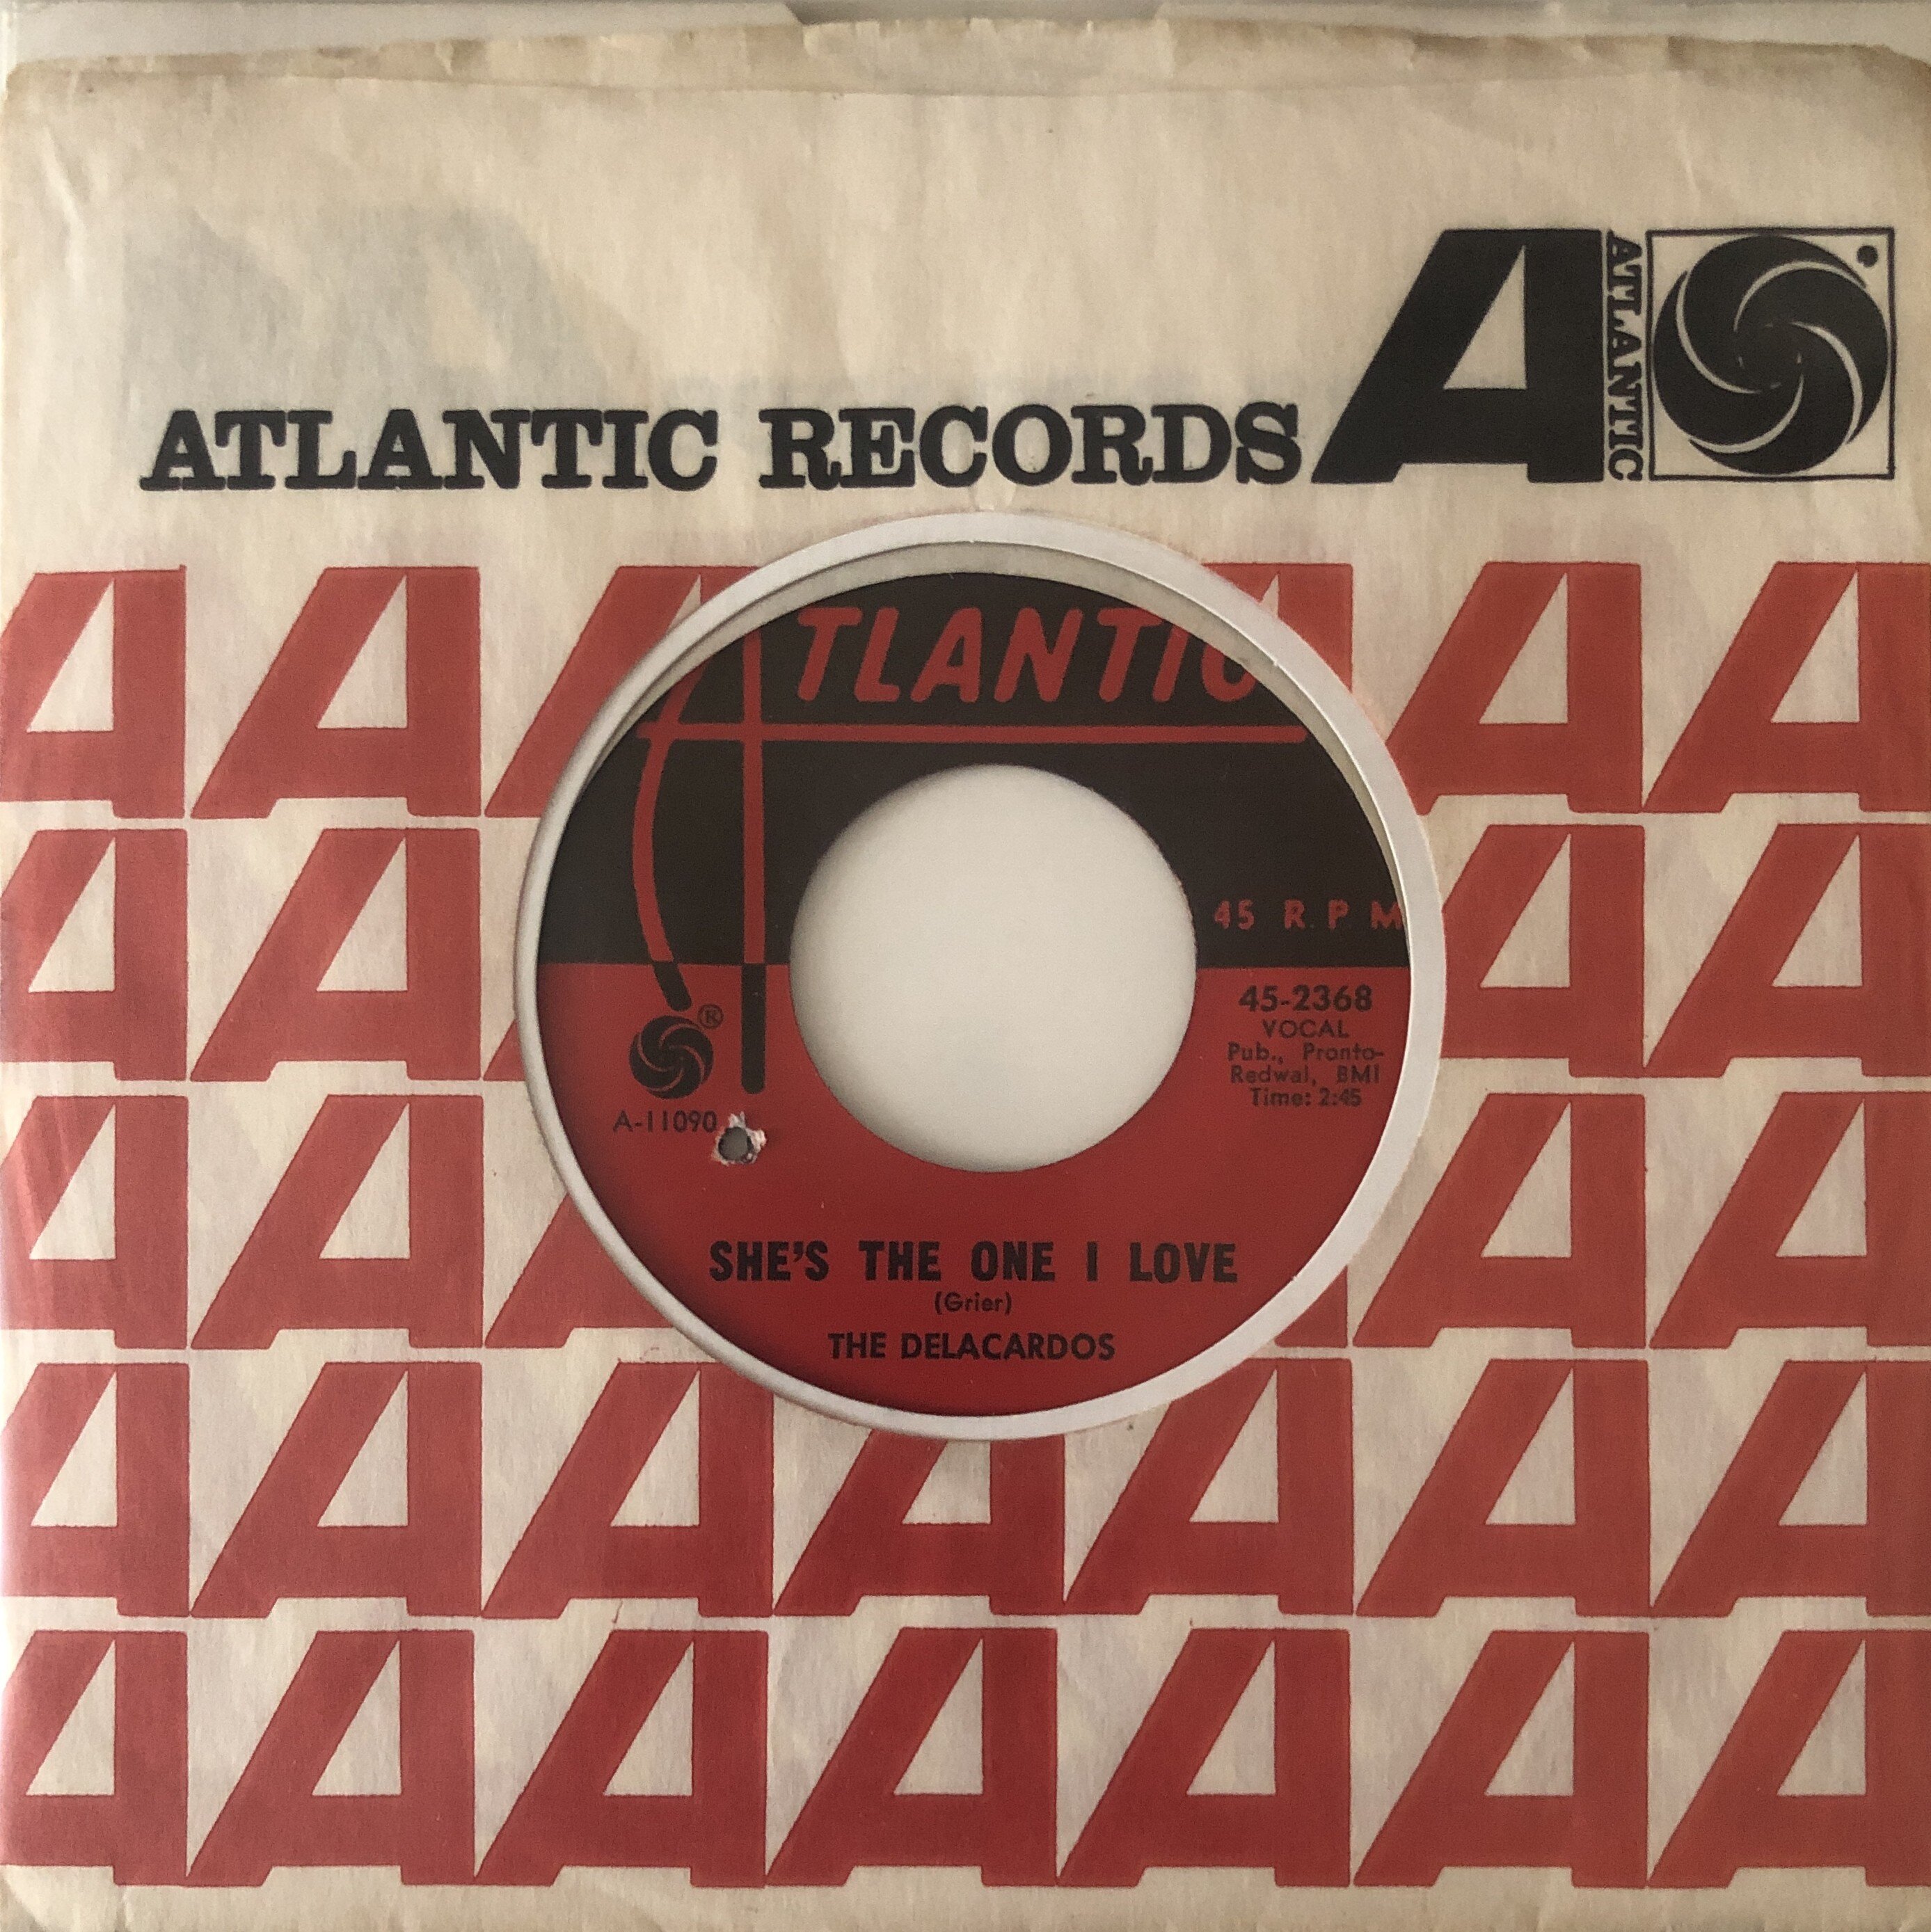 ATLANTIC RECORDS
A
ATLANTIC
ATLANTIC
45 R.P.M
45-2368
VOCAL
Pub., Pronto-
Redwal, BMI
Time: 2:45
®
A-11090
SHE'S THE ONE I LOVE
(Grier)
THE DELACARDOS
A A A A A A
A A A A
A A A A A
A A A A A A A
A A A A A A A